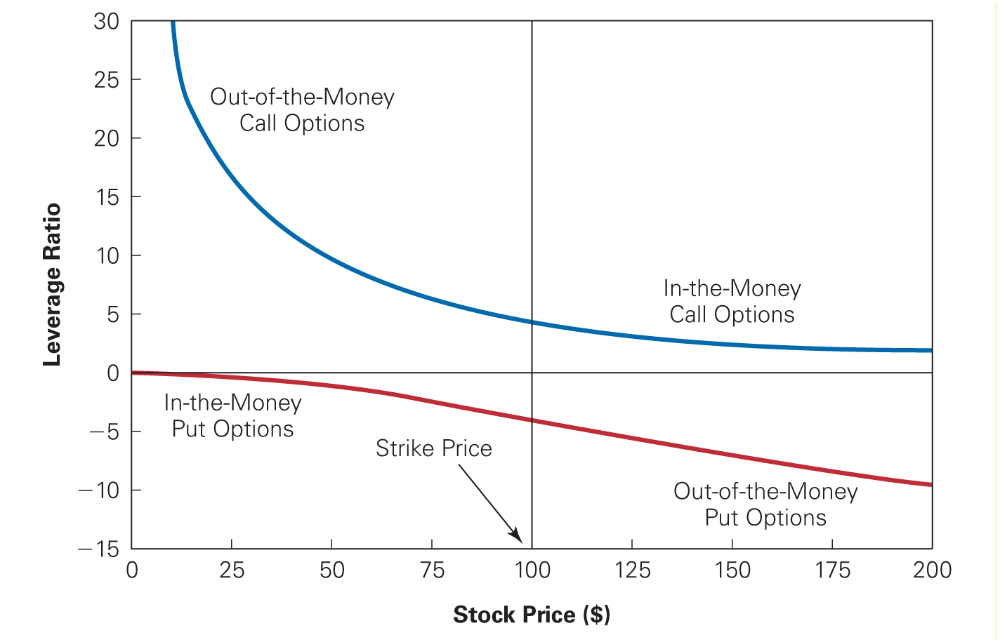 30
25
Out-of-the-Money
Call Options
20
15
10
In-the-Money
Call Options
5
0
In-the-Money
Put Options
−5
Strike Price
−10
Out-of-the-Money
Put Options
−15
0 25 50 75 100 125 150 175 200
Leverage Ratio
Stock Price ($)